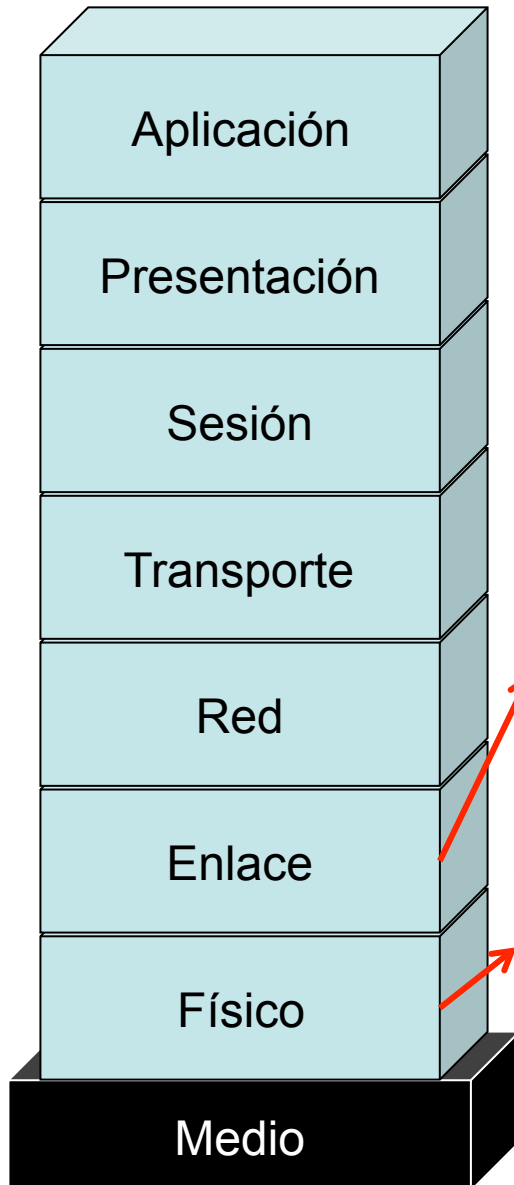 Aplicación
Presentación
Sesión
Transporte
Red
Enlace
Físico
Medio